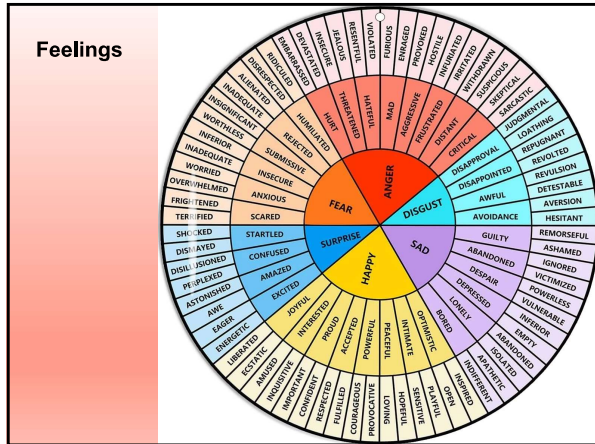 Feelings
ANGER
DISGUST
SAD
HAPPY
SURPRISE
FEAR
HURT
THREATENED
HATEFUL
MAD
AGGRESSIVE
FRUSTRATED
DISTANT
CRITICAL
DISAPPROVAL
DISAPPOINTED
AWFUL
AVOIDANCE
GUILTY
ABANDONED
DESPAIR
DEPRESSED
LONELY
BORED
OPTIMISTIC
INTIMATE
PEACEFUL
POWERFUL
ACCEPTED
PROUD
INTERESTED
JOYFUL
EXCITED
AMAZED
CONFUSED
STARTLED
SCARED
ANXIOUS
INSECURE
SUBMISSIVE
REJECTED
HUMILIATED
EMBARRASSED
DEVASTATED
INSECURE
JEALOUS
RESENTFUL
VIOLATED
FURIOUS
ENRAGED
PROVOKED
HOSTILE
INFURIATED
IRRITATED
WITHDRAWN
SUSPICIOUS
SKEPTICAL
SARCASTIC
JUDGMENTAL
LOATHING
REPUGNANT
REVOLTED
REVULSION
DETESTABLE
AVERSION
HESITANT
REMORSEFUL
ASHAMED
IGNORED
VICTIMIZED
POWERLESS
VULNERABLE
INFERIOR
EMPTY
ABANDONED
ISOLATED
APATHETIC
INDIFFERENT
INSPIRED
OPEN
PLAYFUL
SENSITIVE
HOPEFUL
LOVING
PROVOCATIVE
COURAGEOUS
FULFILLED
RESPECTED
CONFIDENT
IMPORTANT
INQUISITIVE
AMUSED
ECSTATIC
LIBERATED
ENERGETIC
EAGER
AWE
ASTONISHED
PERPLEXED
DISILLUSIONED
DISMAYED
SHOCKED
TERRIFIED
FRIGHTENED
OVERWHELMED
WORRIED
INADEQUATE
INFERIOR
WORTHLESS
INSIGNIFICANT
INADEQUATE
ALIENATED
DISRESPECTED
RIDICULED